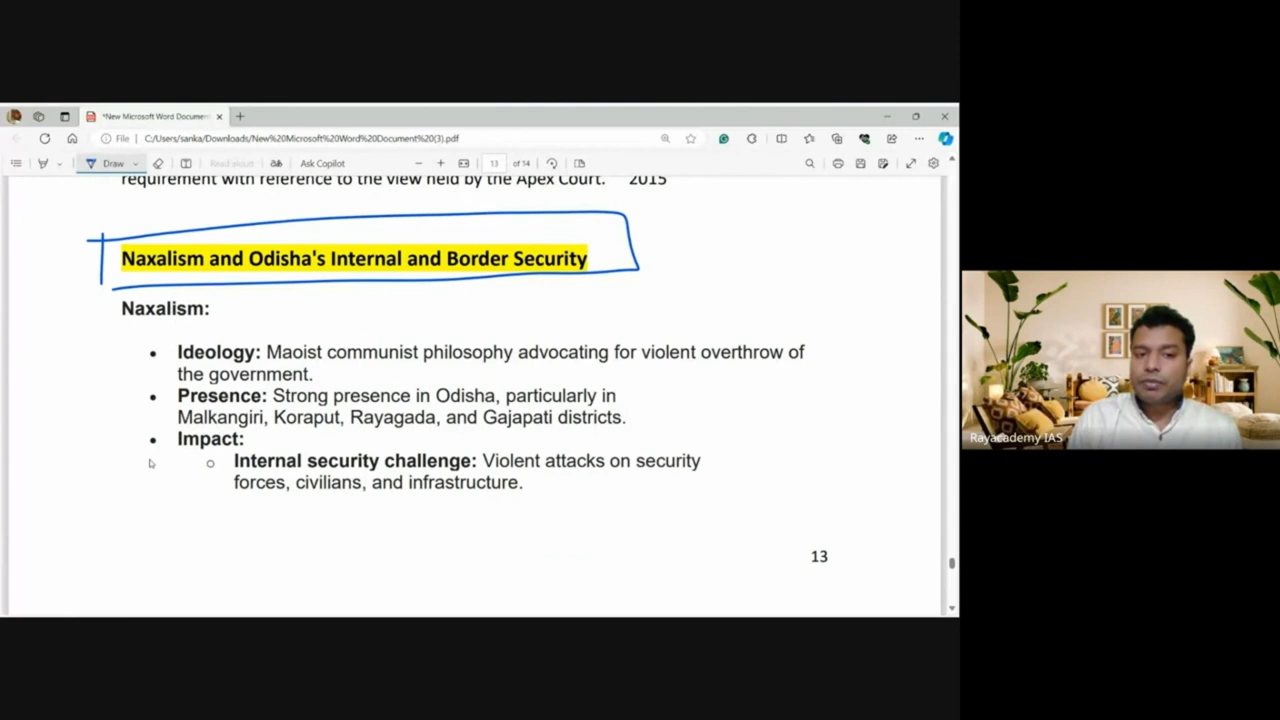 *New Microsoft Word Documen
File
C:/Users/sanka/Downloads/New%20Microsoft%20Word%20Document%20(3).pdf
Draw
Read aloud
Ask Copilot
13
of 14
requirement with reference to the view held by the Apex Court. 2015
Naxalism and Odisha's Internal and Border Security
Naxalism:
• Ideology: Maoist communist philosophy advocating for violent overthrow of
the government.
• Presence: Strong presence in Odisha, particularly in
Malkangiri, Koraput, Rayagada, and Gajapati districts.
• Impact:
○ Internal security challenge: Violent attacks on security
forces, civilians, and infrastructure.
13
Rayacademy IAS